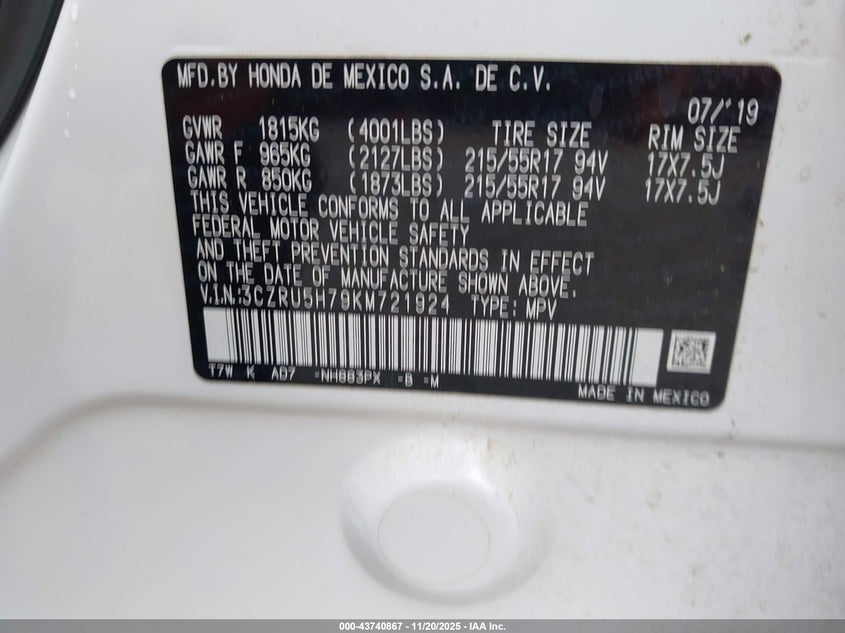 MFD.BY HONDA DE MEXICO S.A. DE C.V.
07/'19
GVWR 1815KG (4001LBS) TIRE SIZE RIM SIZE
GAWR F 965KG (2127LBS) 215/55R17 94V 17X7.5J
GAWR R 850KG (1873LBS) 215/55R17 94V 17X7.5J
THIS VEHICLE CONFORMS TO ALL APPLICABLE
FEDERAL MOTOR VEHICLE SAFETY
AND THEFT PREVENTION STANDARDS IN EFFECT
ON THE DATE OF MANUFACTURE SHOWN ABOVE.
V.I.N:3CZRU5H79KM721924 TYPE: MPV
T7W K AD7 =NH883PX =B =M
MADE IN MEXICO
000-43740867 - 11/20/2025 - IAA Inc.